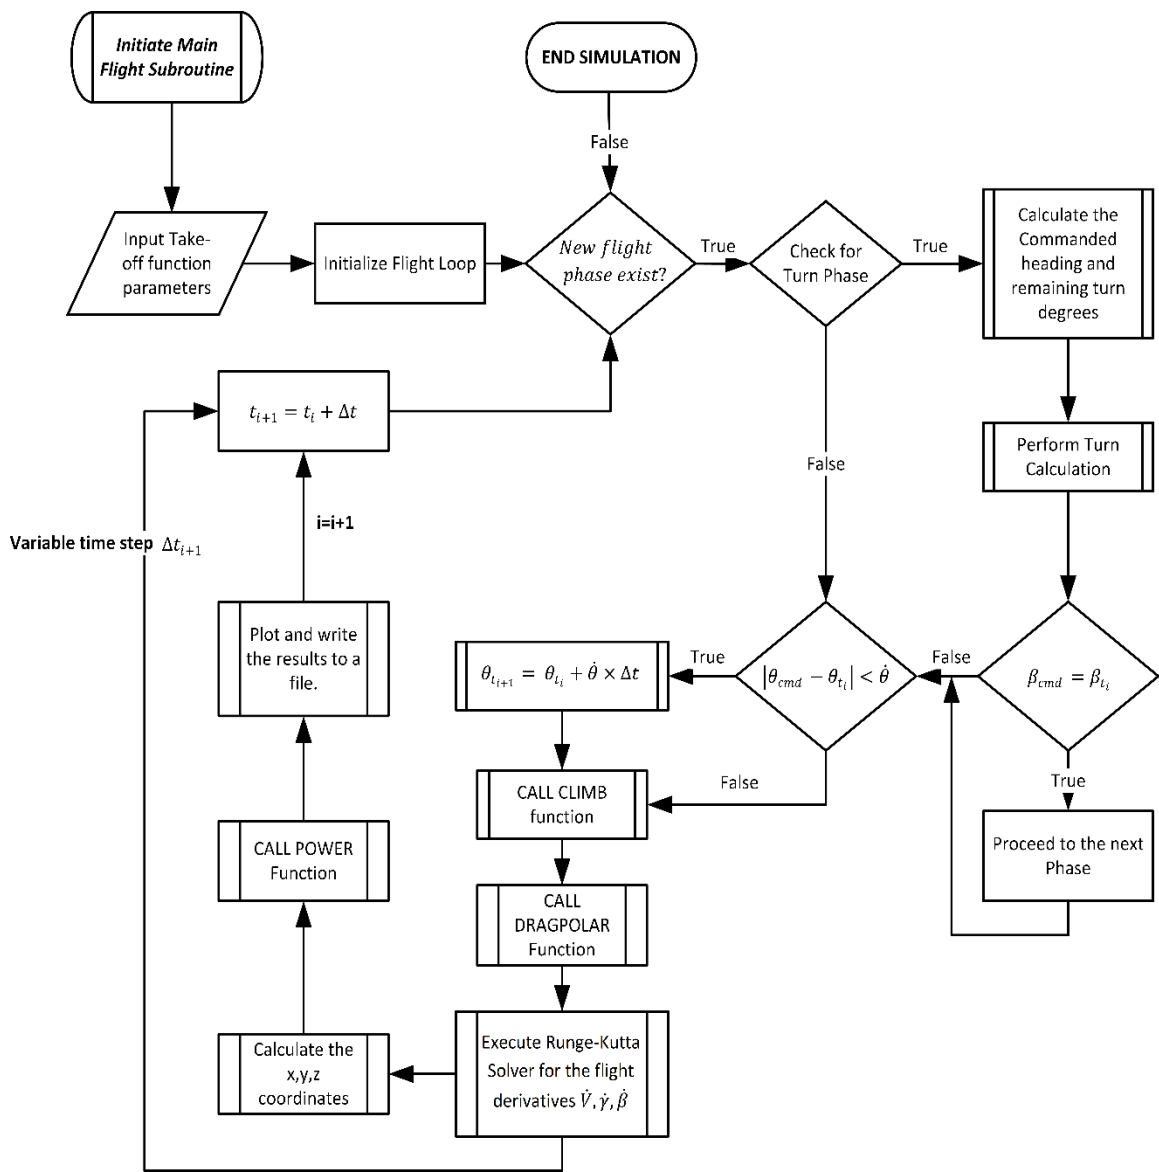 Initiate Main
Flight Subroutine
END SIMULATION
False
Input Take-
off function
parameters
Initialize Flight Loop
New flight
phase exist?
True
Check for
Turn Phase
True
Calculate the
Commanded
heading and
remaining turn
degrees
Perform Turn
Calculation
False
t_{i+1} = t_i + Δt
i=i+1
Variable time step Δt_{i+1}
Plot and write
the results to a
file.
θ_{t_{i+1}} = θ_{t_i} + θ̇ × Δt
True
|θ_{cmd} − θ_{t_i}| < θ̇
False
β_{cmd} = β_{t_i}
True
Proceed to the next
Phase
False
CALL CLIMB
function
CALL POWER
Function
CALL
DRAGPOLAR
Function
Calculate the
x,y,z
coordinates
Execute Runge-Kutta
Solver for the flight
derivatives V̇, γ̇, β̇